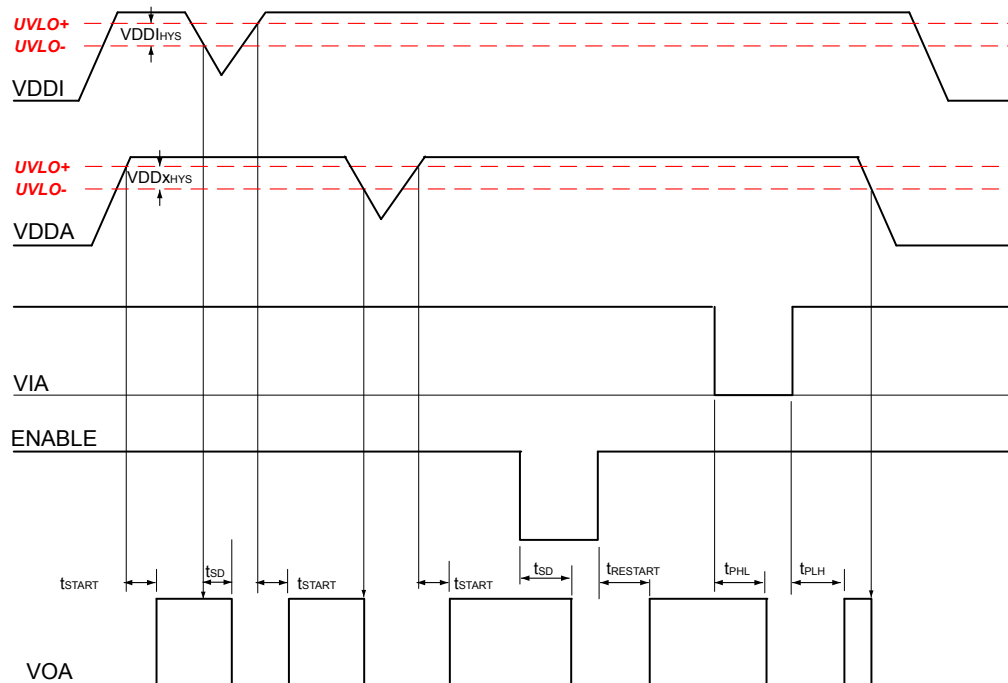 UVLO+
VDDIHYS
UVLO-
VDDI
UVLO+
VDDxHYS
UVLO-
VDDA
VIA
ENABLE
tSTART
tSD
tSTART
tSTART
tSD
tRESTART
tPHL
tPLH
VOA